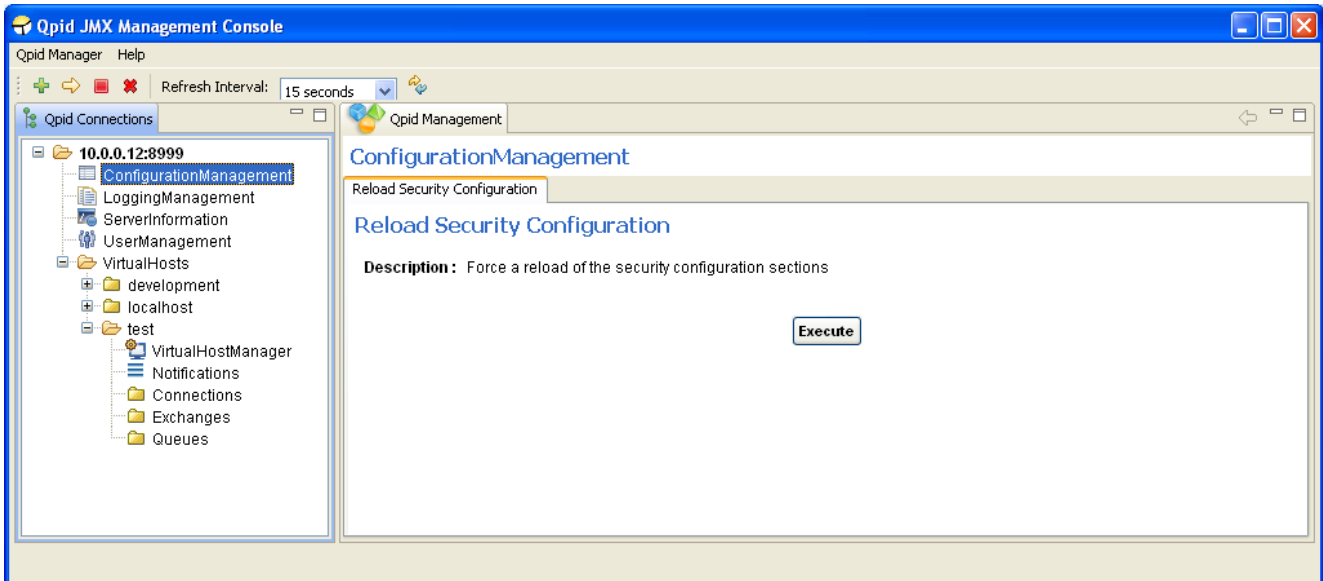 Qpid JMX Management Console
Qpid Manager Help
Refresh Interval: 15 seconds
Qpid Connections
10.0.0.12:8999
ConfigurationManagement
LoggingManagement
ServerInformation
UserManagement
VirtualHosts
development
localhost
test
VirtualHostManager
Notifications
Connections
Exchanges
Queues
Qpid Management
ConfigurationManagement
Reload Security Configuration
Reload Security Configuration
Description : Force a reload of the security configuration sections
Execute